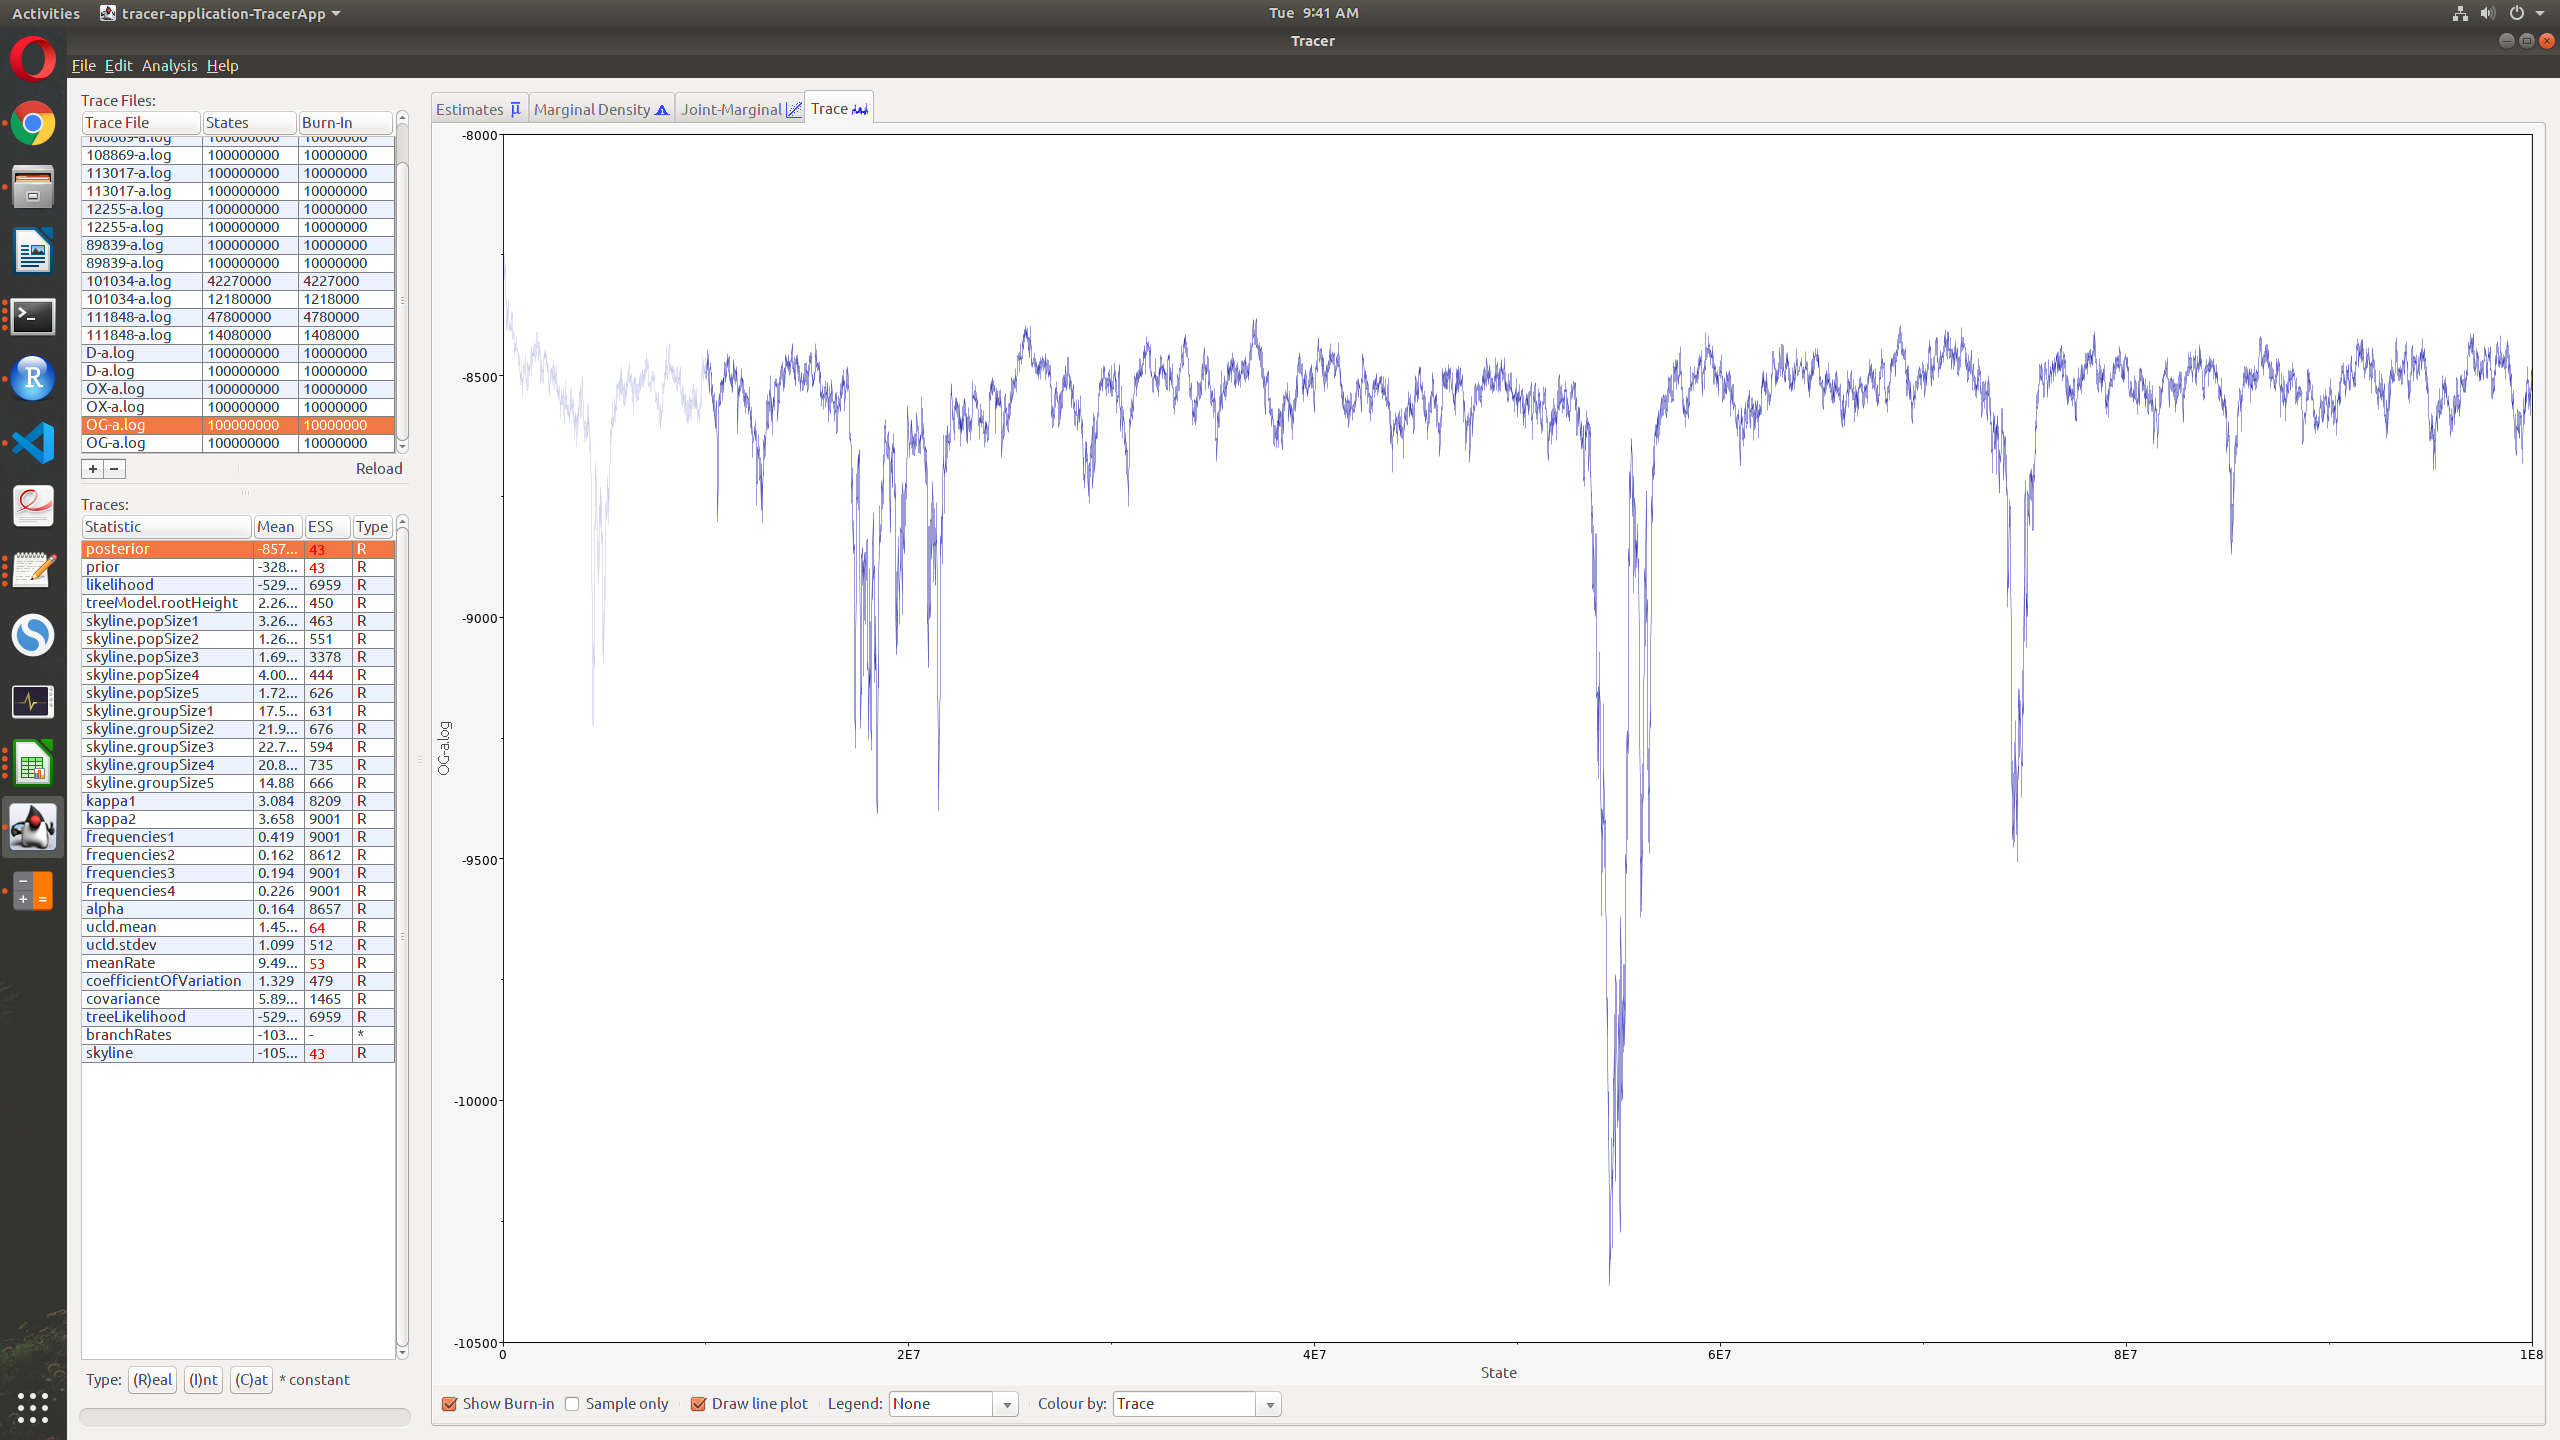 Activities tracer-application-TracerApp Tue 9:41 AM
Tracer
File Edit Analysis Help
Trace Files:
Trace File States Burn-In
108869-a.log 100000000 10000000
108869-a.log 100000000 10000000
113017-a.log 100000000 10000000
113017-a.log 100000000 10000000
12255-a.log 100000000 10000000
12255-a.log 100000000 10000000
89839-a.log 100000000 10000000
89839-a.log 100000000 10000000
101034-a.log 42270000 4227000
101034-a.log 12180000 1218000
111848-a.log 47800000 4780000
111848-a.log 14080000 1408000
D-a.log 100000000 10000000
D-a.log 100000000 10000000
OX-a.log 100000000 10000000
OX-a.log 100000000 10000000
OG-a.log 100000000 10000000
OG-a.log 100000000 10000000
+ − Reload
Traces:
Statistic Mean ESS Type
posterior -857... 43 R
prior -328... 43 R
likelihood -529... 6959 R
treeModel.rootHeight 2.26... 450 R
skyline.popSize1 3.26... 463 R
skyline.popSize2 1.26... 551 R
skyline.popSize3 1.69... 3378 R
skyline.popSize4 4.00... 444 R
skyline.popSize5 1.72... 626 R
skyline.groupSize1 17.5... 631 R
skyline.groupSize2 21.9... 676 R
skyline.groupSize3 22.7... 594 R
skyline.groupSize4 20.8... 735 R
skyline.groupSize5 14.88 666 R
kappa1 3.084 8209 R
kappa2 3.658 9001 R
frequencies1 0.419 9001 R
frequencies2 0.162 8612 R
frequencies3 0.194 9001 R
frequencies4 0.226 9001 R
alpha 0.164 8657 R
ucld.mean 1.45... 64 R
ucld.stdev 1.099 512 R
meanRate 9.49... 53 R
coefficientOfVariation 1.329 479 R
covariance 5.89... 1465 R
treeLikelihood -529... 6959 R
branchRates -103... - *
skyline -105... 43 R
Type: (R)eal (I)nt (C)at * constant
Estimates Marginal Density Joint-Marginal Trace
-8000
-8500
-9000
-9500
-10000
-10500
OG-a.log
0 2E7 4E7 6E7 8E7 1E8
State
Show Burn-in Sample only Draw line plot Legend: None Colour by: Trace